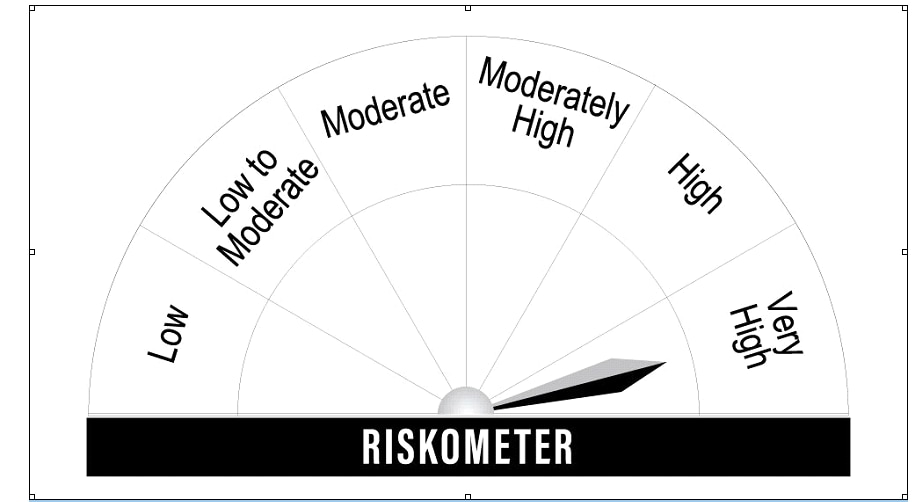 Low
Low to
Moderate
Moderate
Moderately
High
High
Very
High
RISKOMETER